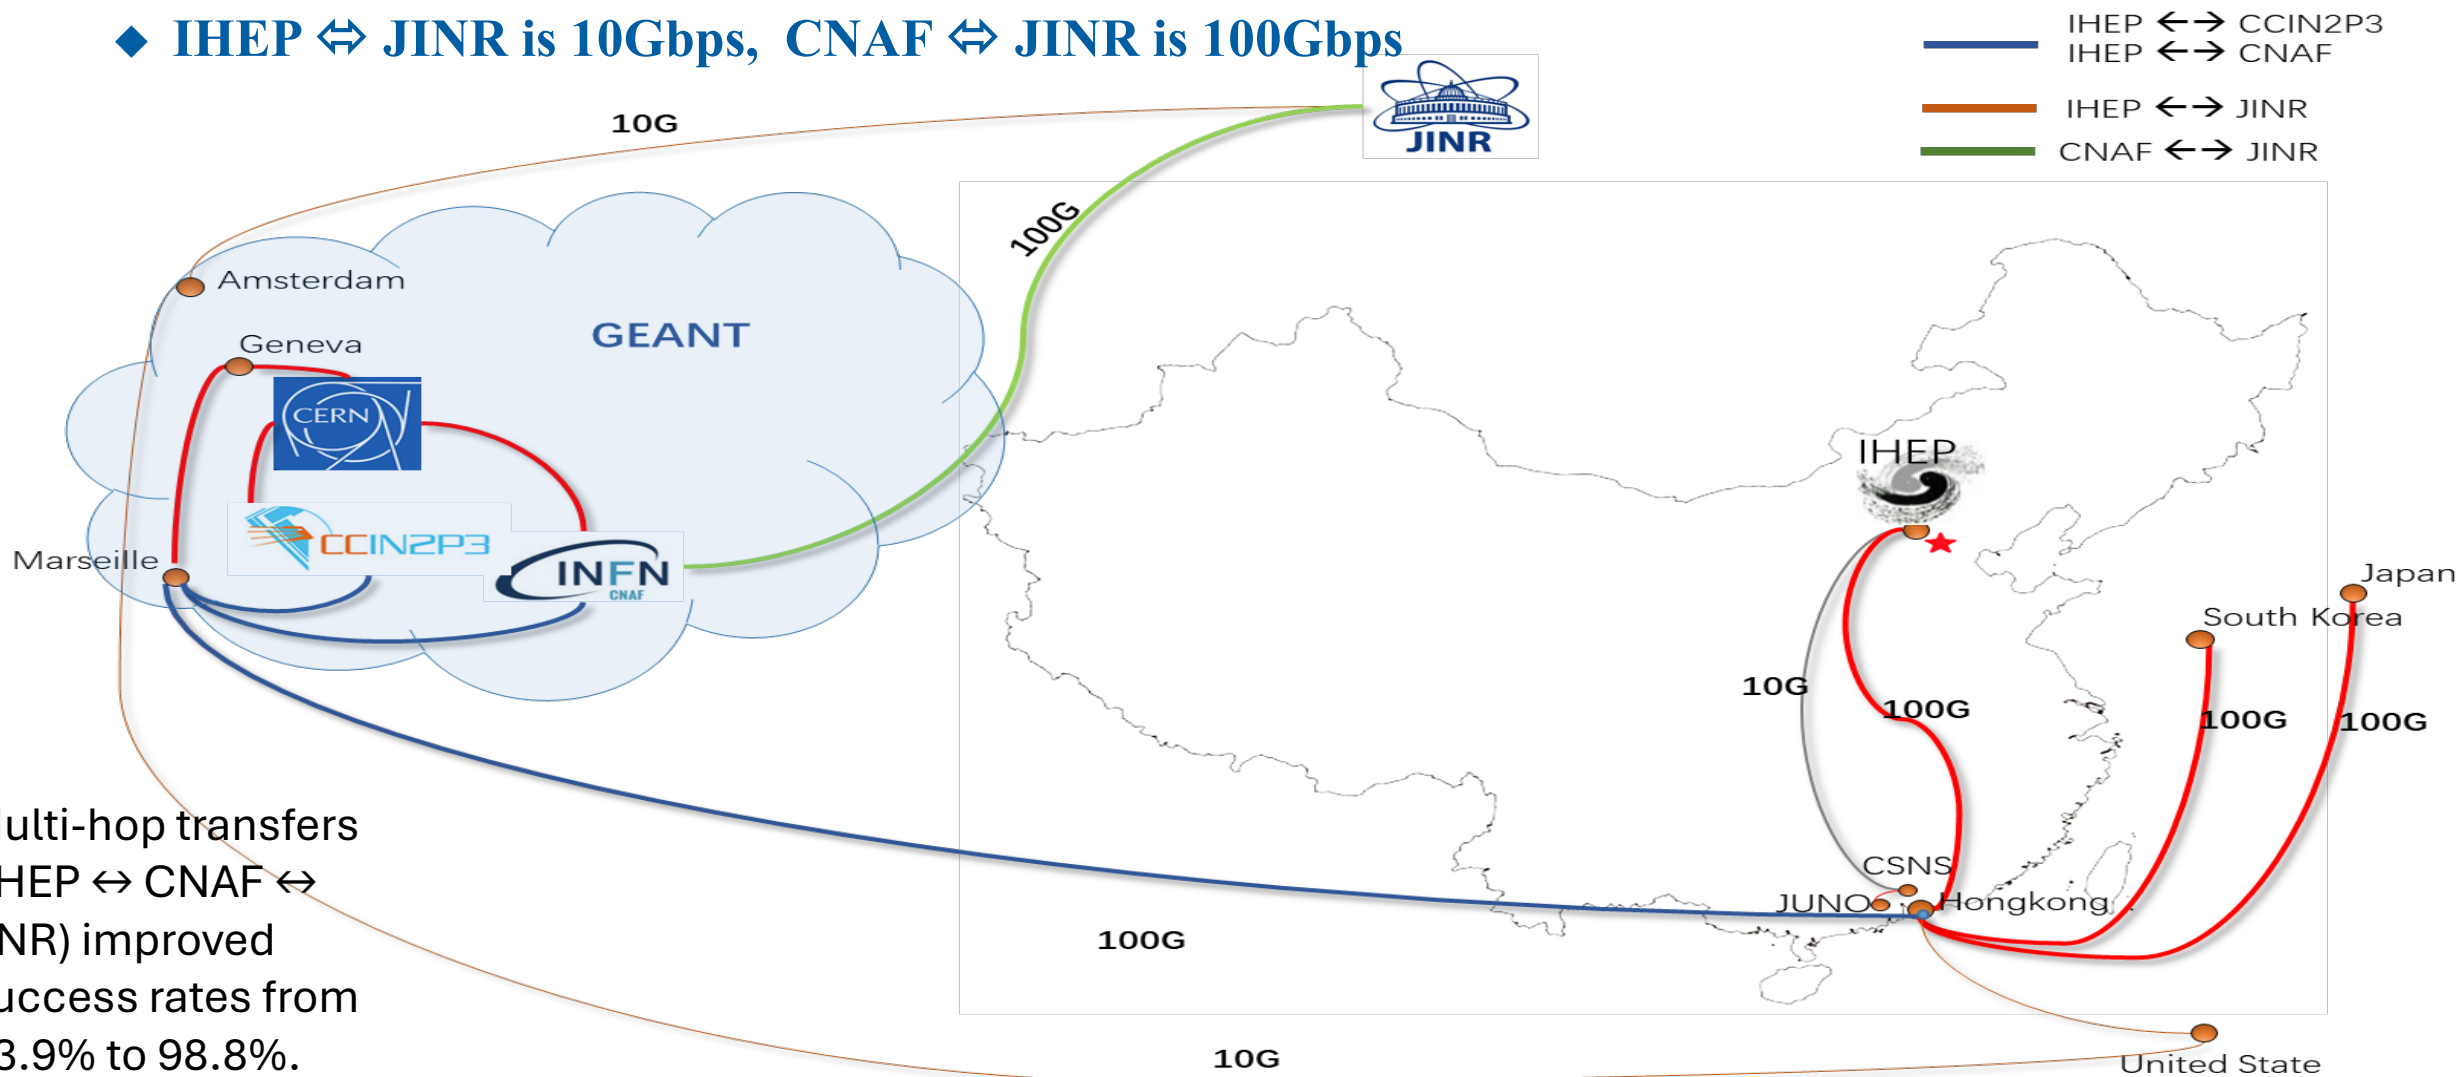 ◆ IHEP ⇔ JINR is 10Gbps, CNAF ⇔ JINR is 100Gbps
IHEP ←→ CCIN2P3
IHEP ←→ CNAF
IHEP ←→ JINR
CNAF ←→ JINR
10G
JINR
100G
Amsterdam
GEANT
Geneva
CERN
IHEP
CCIN2P3
Marseille
INFN
CNAF
Japan
South Korea
10G
100G
100G
100G
ulti-hop transfers
HEP ↔ CNAF ↔
NR) improved
uccess rates from
3.9% to 98.8%.
CSNS
JUNO
Hongkong
100G
10G
United State